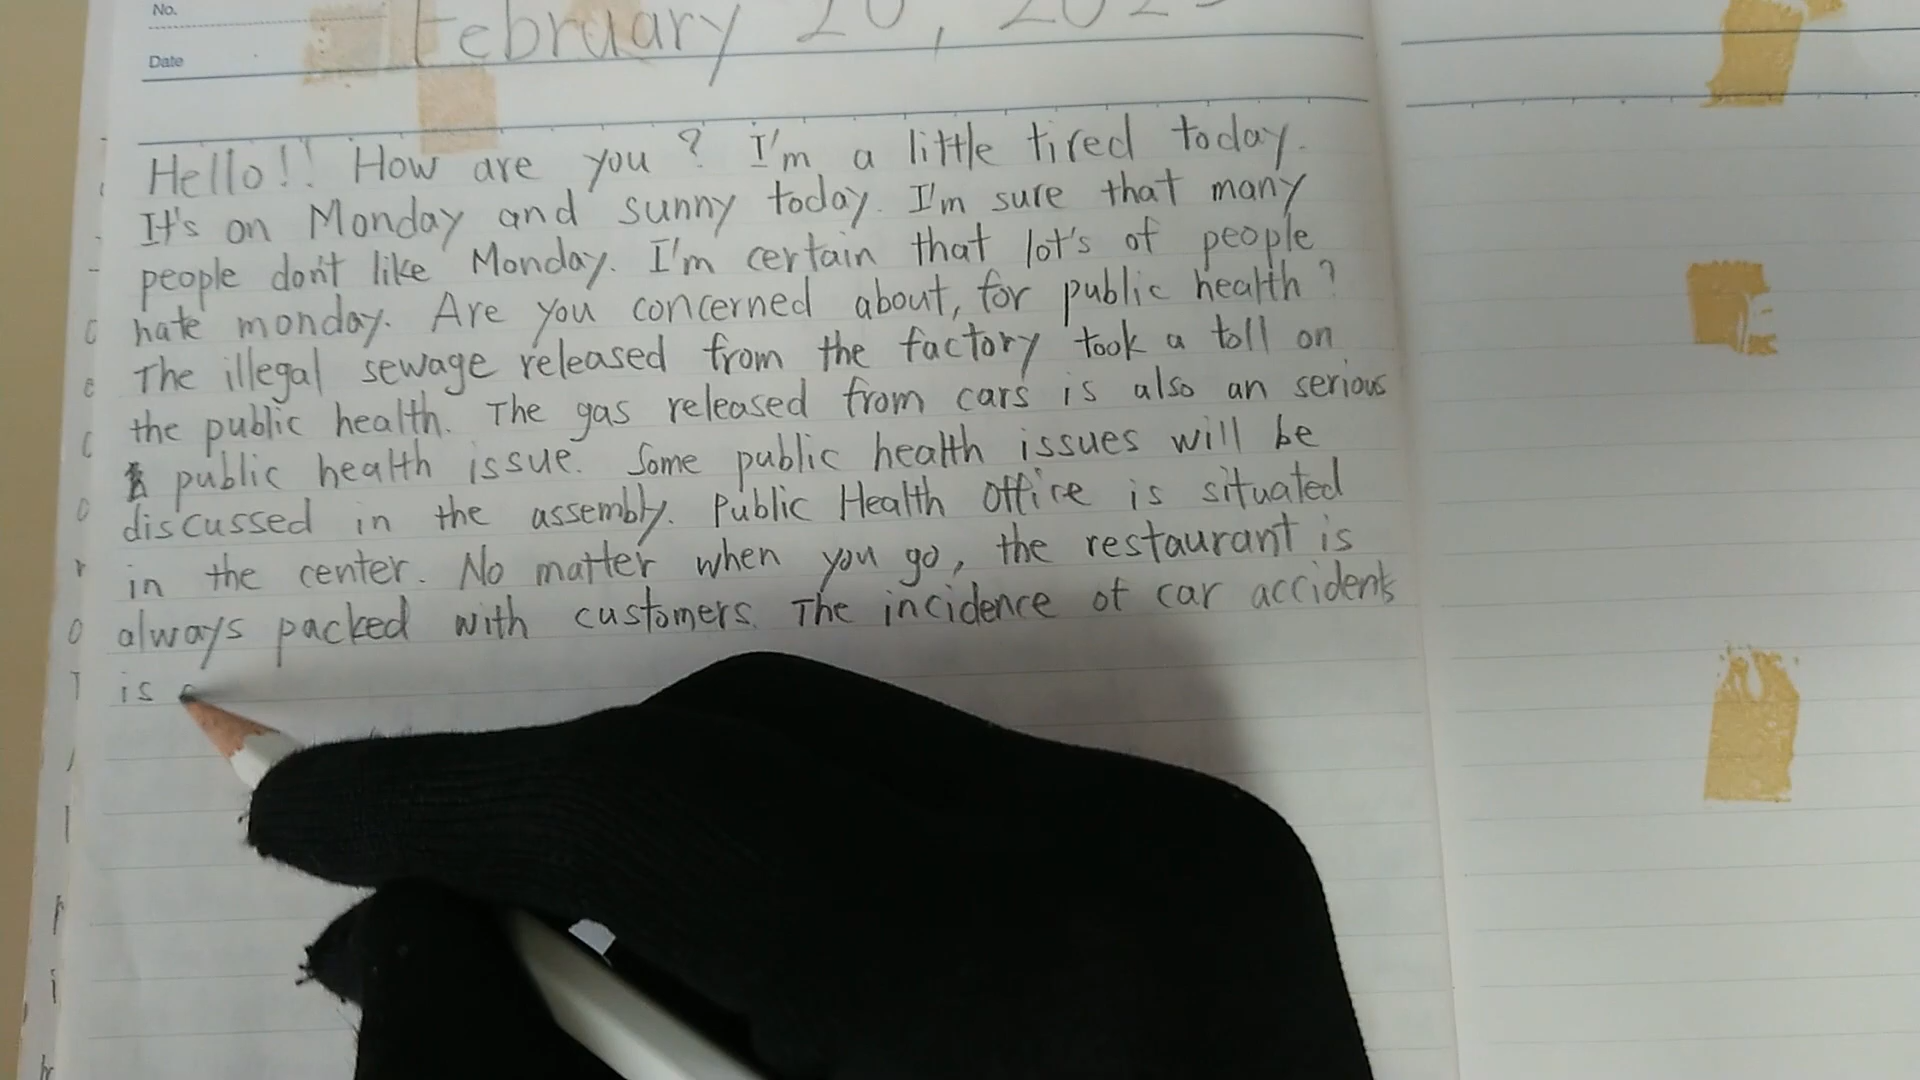 No.
February 20, 202
Date
Hello!! How are you? I'm a little tired today.
It's on Monday and sunny today. I'm sure that many
people don't like Monday. I'm certain that lot's of people
hate monday. Are you concerned about, for public health?
The illegal sewage released from the factory took a toll on
the public health. The gas released from cars is also an serious
public health issue. Some public health issues will be
discussed in the assembly. Public Health Office is situated
in the center. No matter when you go, the restaurant is
always packed with customers. The incidence of car accidents
is